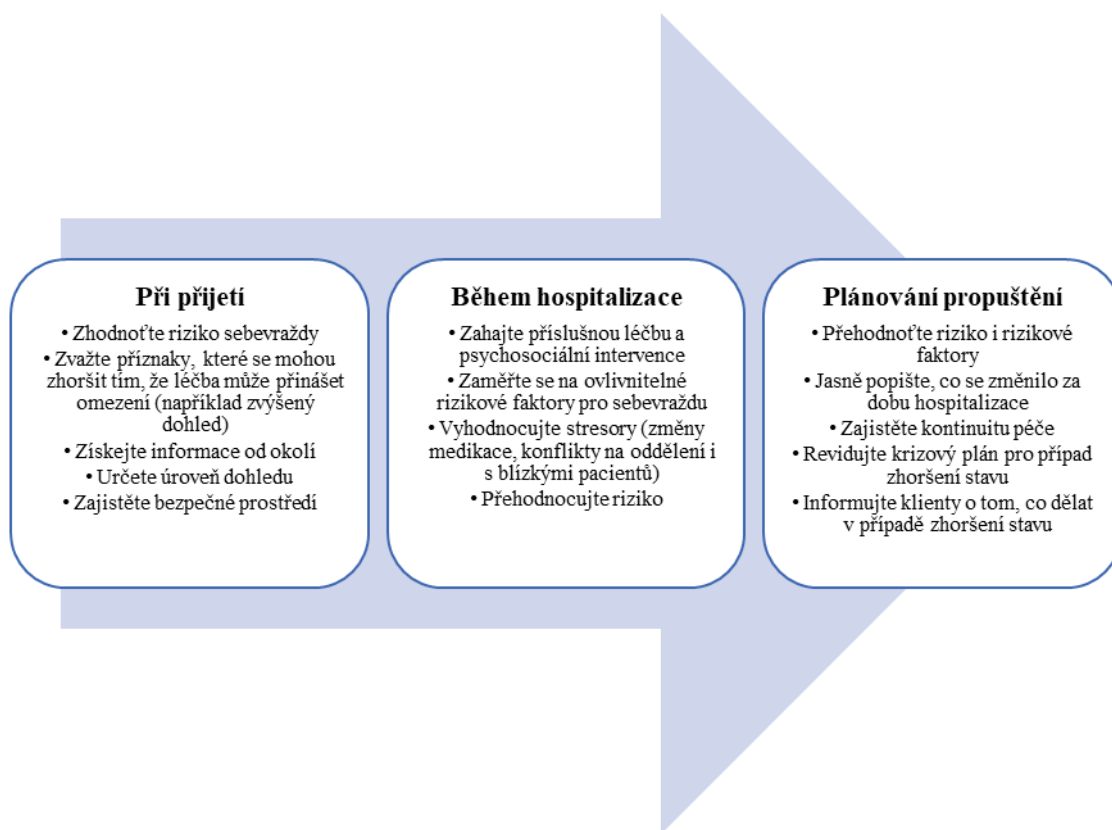 Při přijetí
• Zhodnoťte riziko sebevraždy
• Zvažte příznaky, které se mohou
zhoršit tím, že léčba může přinášet
omezení (například zvýšený
dohled)
• Získejte informace od okolí
• Určete úroveň dohledu
• Zajistěte bezpečné prostředí
Během hospitalizace
• Zahajte příslušnou léčbu a
psychosociální intervence
• Zaměřte se na ovlivnitelné
rizikové faktory pro sebevraždu
• Vyhodnocujte stresory (změny
medikace, konflikty na oddělení i
s blízkými pacientů)
• Přehodnocujte riziko
Plánování propuštění
• Přehodnoťte riziko i rizikové
faktory
• Jasně popište, co se změnilo za
dobu hospitalizace
• Zajistěte kontinuitu péče
• Revidujte krizový plán pro případ
zhoršení stavu
• Informujte klienty o tom, co dělat
v případě zhoršení stavu